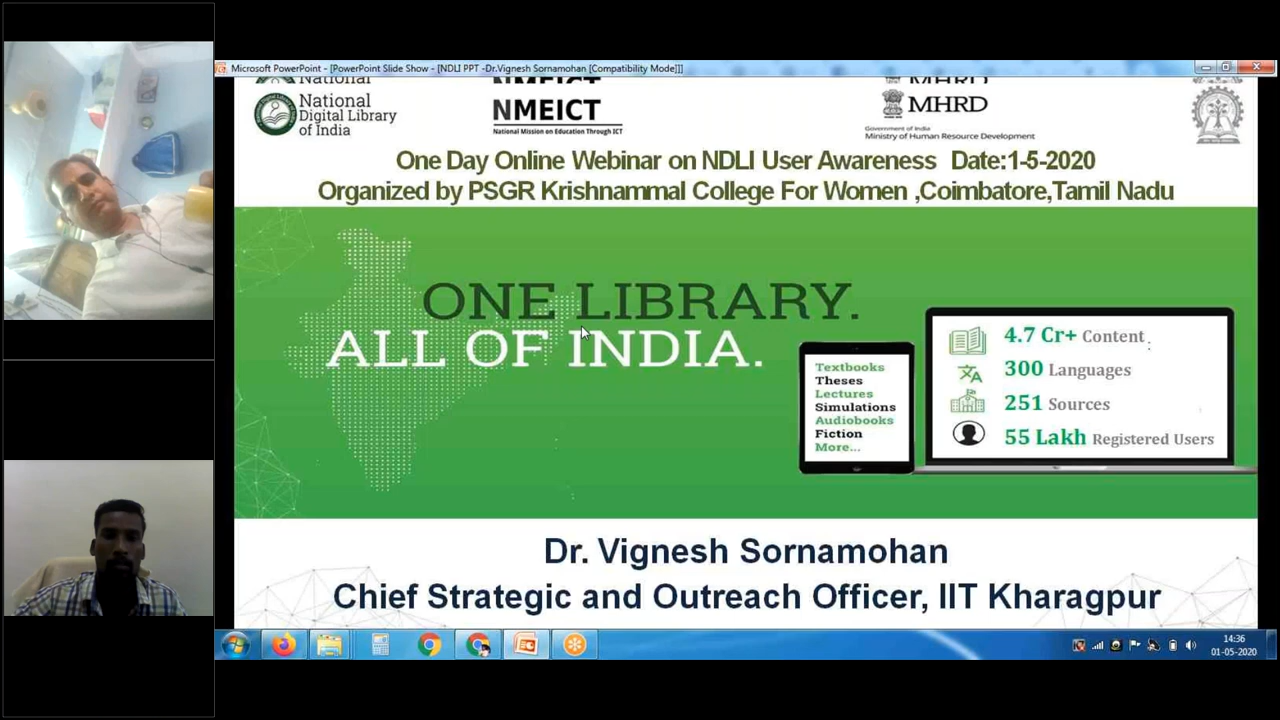 Microsoft PowerPoint - [PowerPoint Slide Show - [NDLI PPT -Dr.Vignesh Sornamohan [Compatibility Mode]]]
National
NMEICT
MHRD
National
Digital Library
of India
NMEICT
National Mission on Education Through ICT
MHRD
Government of India
Ministry of Human Resource Development
One Day Online Webinar on NDLI User Awareness Date:1-5-2020
Organized by PSGR Krishnammal College For Women ,Coimbatore,Tamil Nadu
ONE LIBRARY.
ALL OF INDIA.
Textbooks
Theses
Lectures
Simulations
Audiobooks
Fiction
More...
4.7 Cr+ Content
300 Languages
251 Sources
55 Lakh Registered Users
Dr. Vignesh Sornamohan
Chief Strategic and Outreach Officer, IIT Kharagpur
14:36
01-05-2020